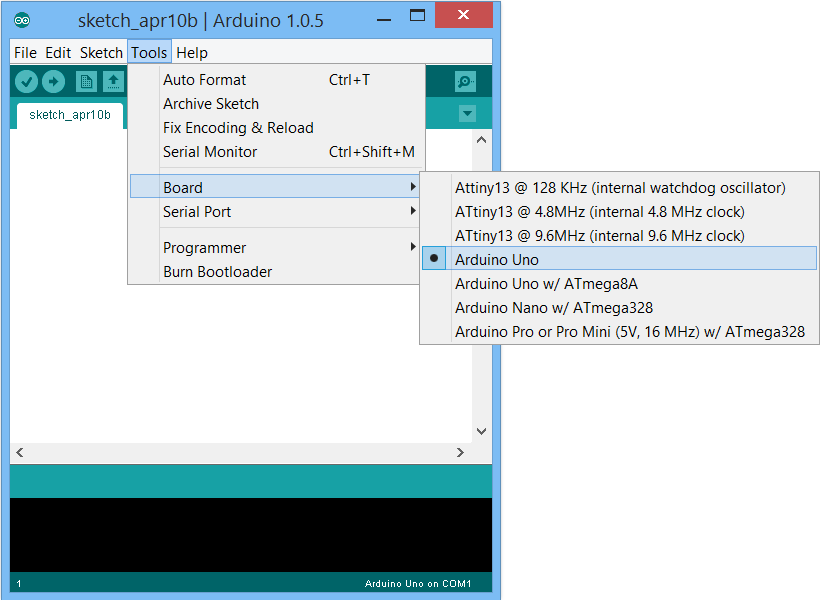 sketch_apr10b | Arduino 1.0.5
File Edit Sketch Tools Help
sketch_apr10b
Auto Format Ctrl+T
Archive Sketch
Fix Encoding & Reload
Serial Monitor Ctrl+Shift+M
Board
Serial Port
Programmer
Burn Bootloader
Attiny13 @ 128 KHz (internal watchdog oscillator)
ATtiny13 @ 4.8MHz (internal 4.8 MHz clock)
ATtiny13 @ 9.6MHz (internal 9.6 MHz clock)
Arduino Uno
Arduino Uno w/ ATmega8A
Arduino Nano w/ ATmega328
Arduino Pro or Pro Mini (5V, 16 MHz) w/ ATmega328
1 Arduino Uno on COM1